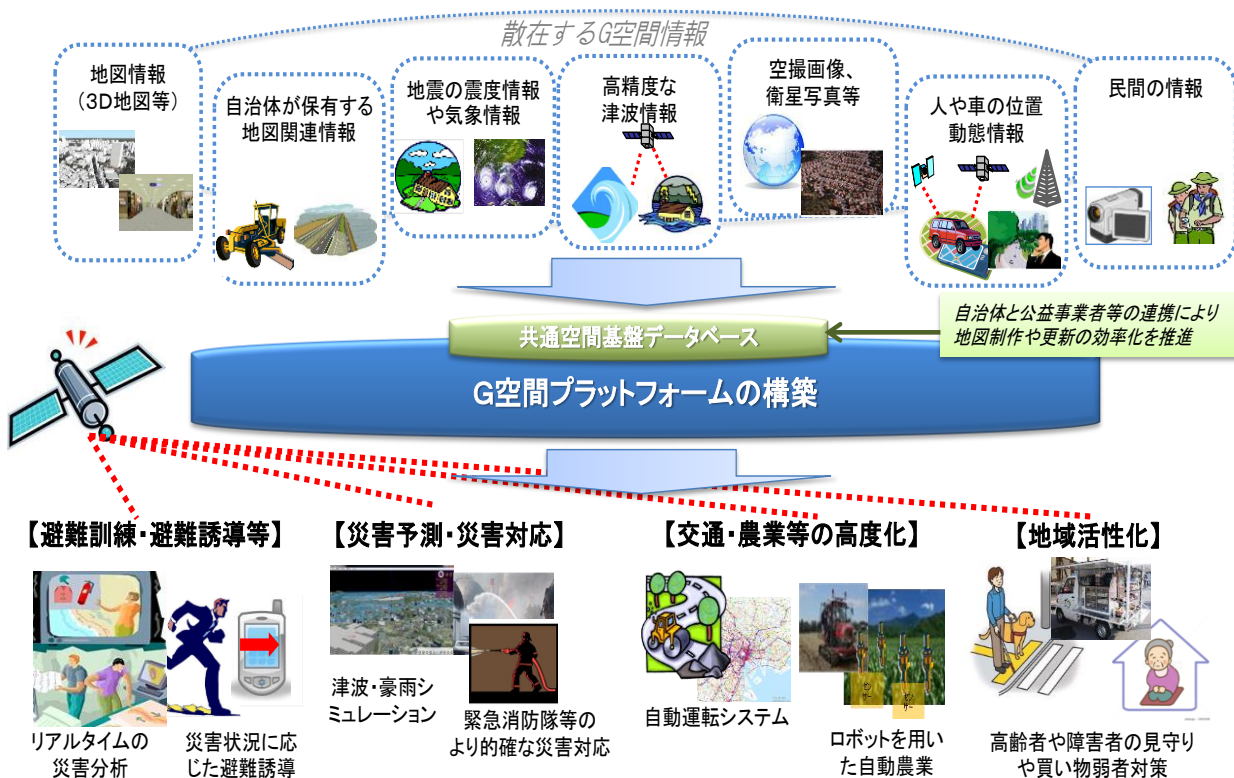 散在するG空間情報
地図情報
（3D地図等）
自治体が保有する
地図関連情報
地震の震度情報
や気象情報
高精度な
津波情報
空撮画像、
衛星写真等
人や車の位置
動態情報
民間の情報
共通空間基盤データベース
自治体と公益事業者等の連携により
地図制作や更新の効率化を推進
G空間プラットフォームの構築
【避難訓練・避難誘導等】
リアルタイムの
災害分析
災害状況に応
じた避難誘導
【災害予測・災害対応】
津波・豪雨シ
ミュレーション
緊急消防隊等の
より的確な災害対応
【交通・農業等の高度化】
自動運転システム
ロボットを用い
た自動農業
【地域活性化】
高齢者や障害者の見守り
や買い物弱者対策